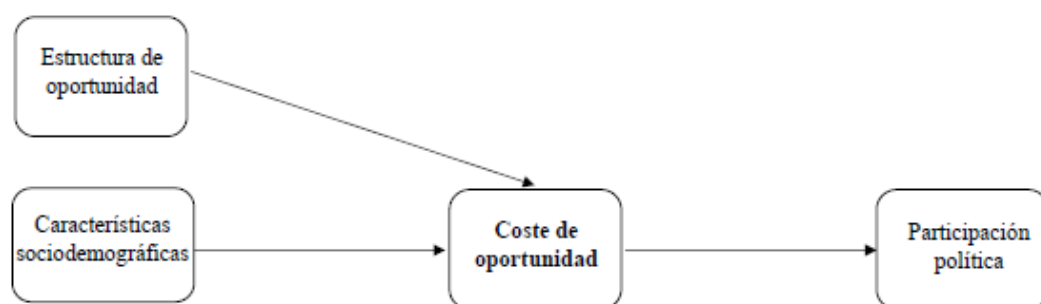 Estructura de
oportunidad
Características
sociodemográficas
Coste de
oportunidad
Participación
política